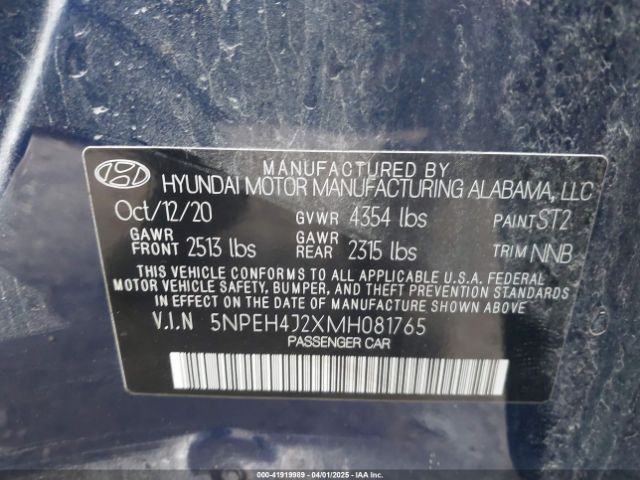 MANUFACTURED BY
HYUNDAI MOTOR MANUFACTURING ALABAMA, LLC
Oct/12/20 GVWR 4354 lbs PAINT ST2
GAWR FRONT 2513 lbs GAWR REAR 2315 lbs TRIM NNB
THIS VEHICLE CONFORMS TO ALL APPLICABLE U.S.A. FEDERAL
MOTOR VEHICLE SAFETY, BUMPER, AND THEFT PREVENTION STANDARDS
IN EFFECT ON THE DATE OF MANUFACTURE SHOWN ABOVE.
V.I.N 5NPEH4J2XMH081765
PASSENGER CAR
000-41919989 - 04/01/2025 - IAAI.COM